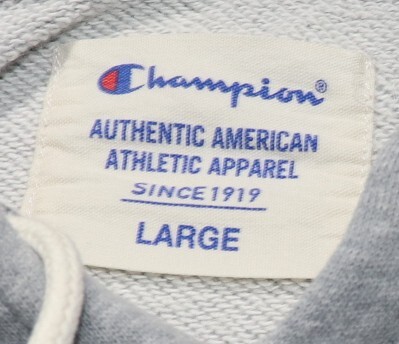 Champion®
AUTHENTIC AMERICAN
ATHLETIC APPAREL
SINCE 1919
LARGE